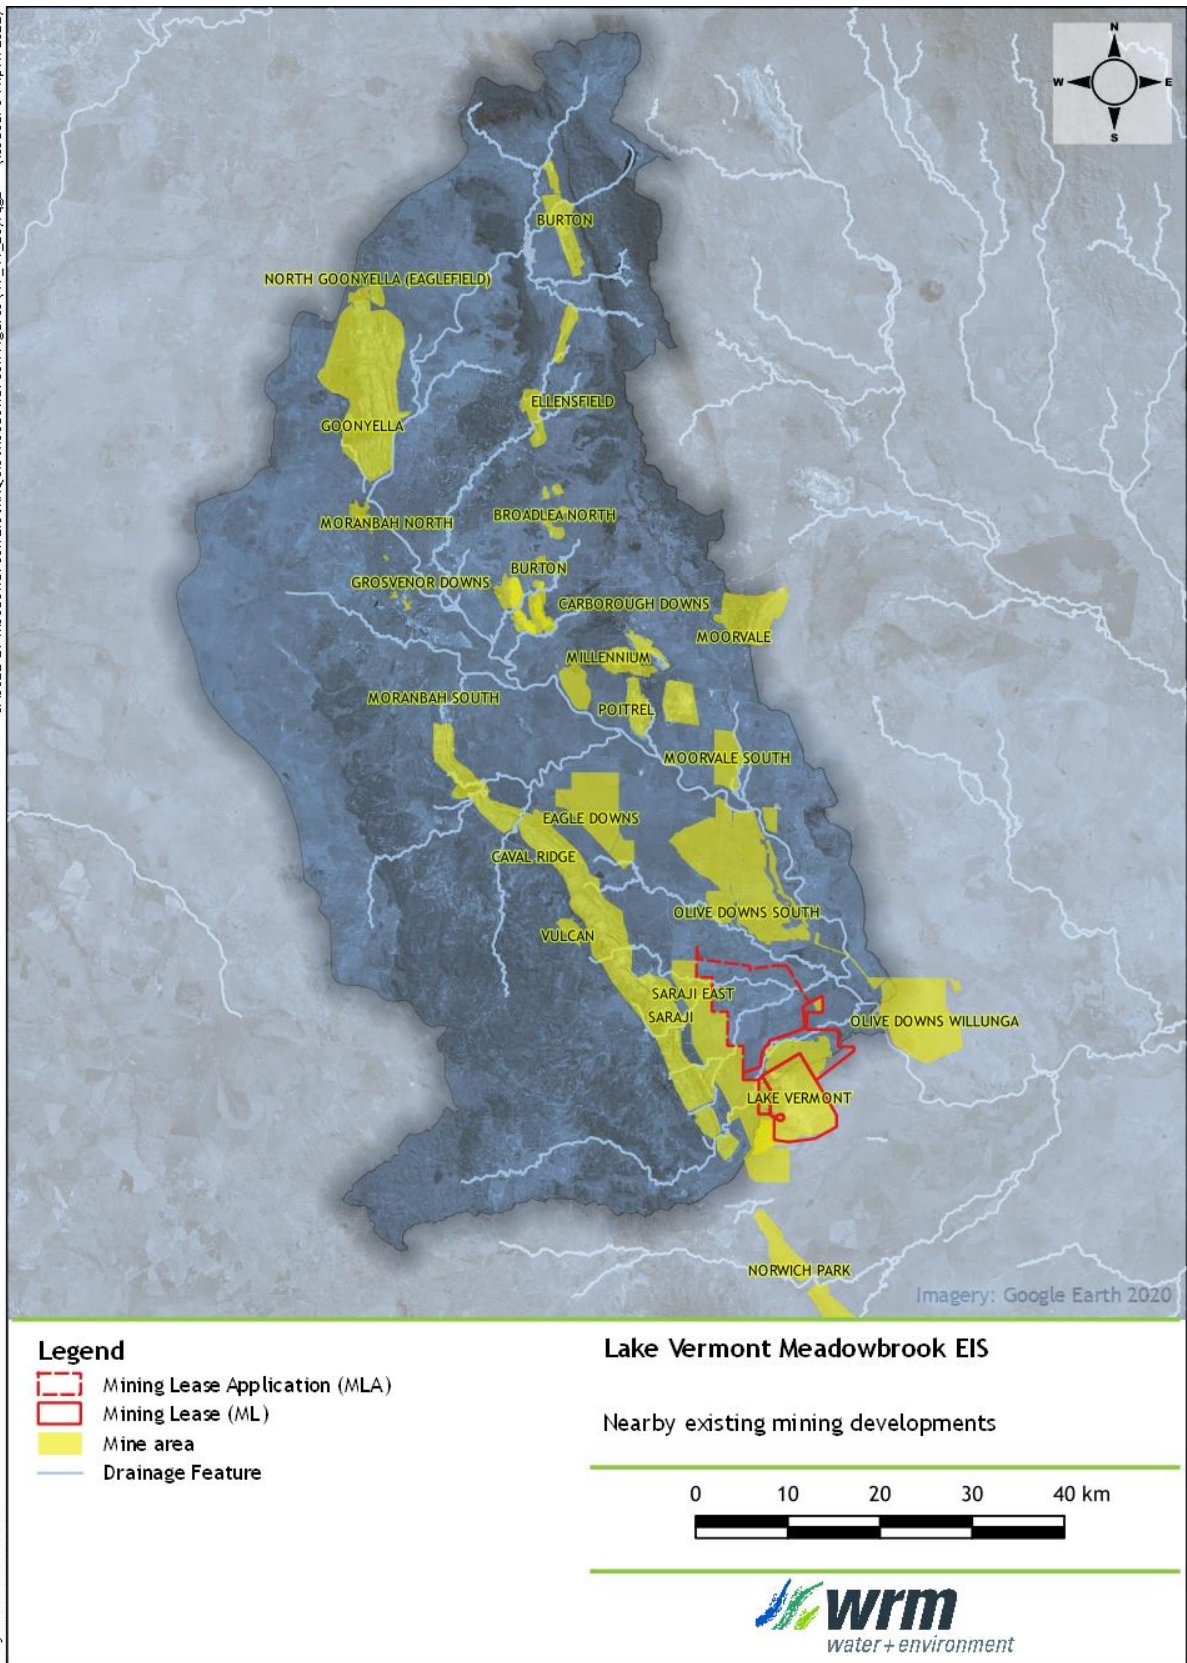 N
W
E
S
BURTON
NORTH GOONYELLA (EAGLEFIELD)
ELLENSFIELD
GOONYELLA
BROADLEA NORTH
MORANBAH NORTH
BURTON
GROSVENOR DOWNS
CARBOROUGH DOWNS
MOORVALE
MILLENNIUM
MORANBAH SOUTH
POITREL
MOORVALE SOUTH
EAGLE DOWNS
CAVAL RIDGE
OLIVE DOWNS SOUTH
VULCAN
SARAJI EAST
SARAJI
OLIVE DOWNS WILLUNGA
LAKE VERMONT
NORWICH PARK
Imagery: Google Earth 2020
Legend
Mining Lease Application (MLA)
Mining Lease (ML)
Mine area
Drainage Feature
Lake Vermont Meadowbrook EIS
Nearby existing mining developments
0 10 20 30 40 km
wrm
water+environment